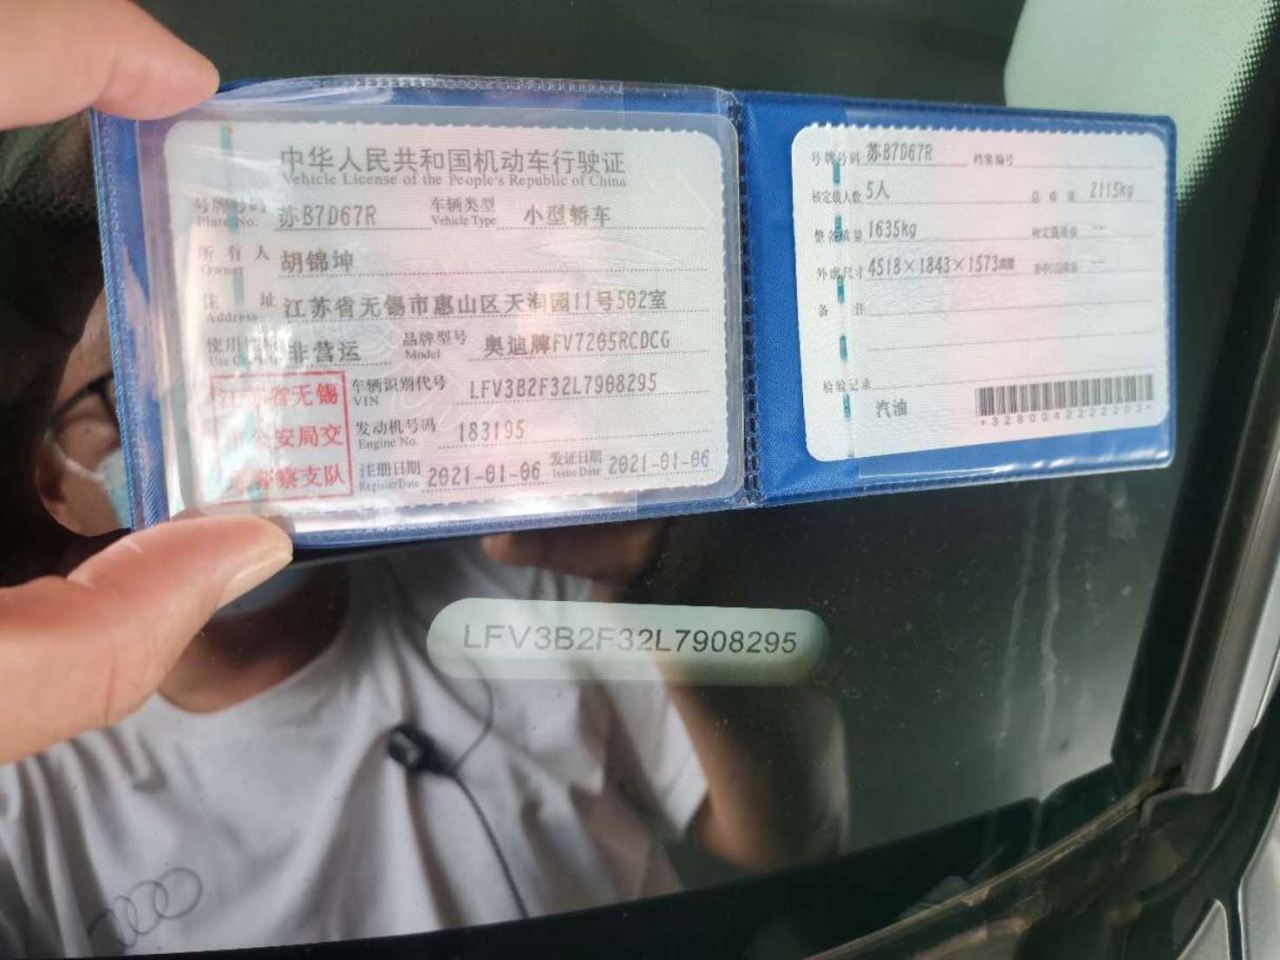 中华人民共和国机动车行驶证
Vehicle License of the People's Republic of China
号牌号码 苏B7D67R 车辆类型 小型轿车
Plate No. Vehicle Type
所有人 胡锦坤
Owner
住址 江苏省无锡市惠山区天润园11号502室
Address
使用性质 非营运 品牌型号 奥迪牌FV7205RCDCG
Model
车辆识别代号 LFV3B2F32L7908295
VIN
发动机号码 183195
Engine No.
注册日期 2021-01-06 发证日期 2021-01-06
Register Date Issue Date
江苏省无锡
市公安局交
通警察支队
号牌号码 苏B7D67R 档案编号
核定载人数 5人 总质量 2115kg
整备质量 1635kg 核定载质量 --
外廓尺寸 4518×1843×1573mm --
备注
检验记录
汽油
LFV3B2F32L7908295